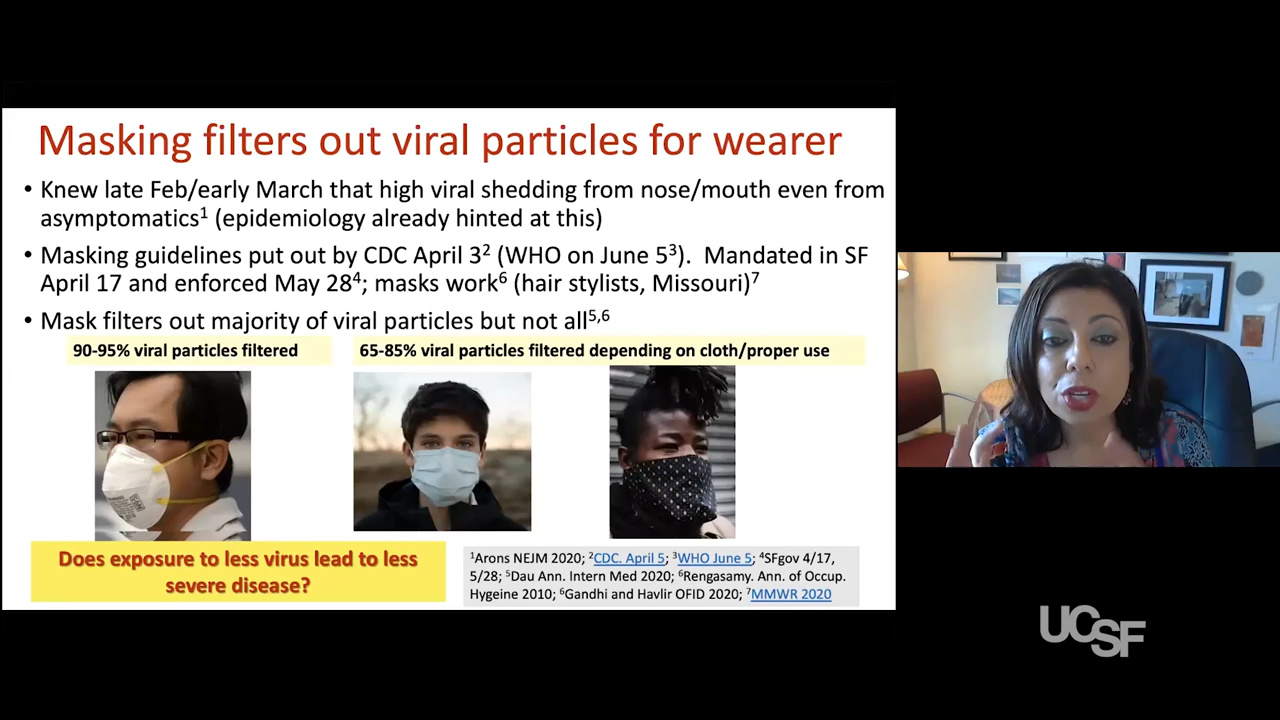 Masking filters out viral particles for wearer
• Knew late Feb/early March that high viral shedding from nose/mouth even from
asymptomatics¹ (epidemiology already hinted at this)
• Masking guidelines put out by CDC April 3² (WHO on June 5³). Mandated in SF
April 17 and enforced May 28⁴; masks work⁶ (hair stylists, Missouri)⁷
• Mask filters out majority of viral particles but not all⁵,⁶
90-95% viral particles filtered
65-85% viral particles filtered depending on cloth/proper use
Does exposure to less virus lead to less
severe disease?
¹Arons NEJM 2020; ²CDC. April 5; ³WHO June 5; ⁴SFgov 4/17,
5/28; ⁵Dau Ann. Intern Med 2020; ⁶Rengasamy. Ann. of Occup.
Hygeine 2010; ⁶Gandhi and Havlir OFID 2020; ⁷MMWR 2020
UCSF